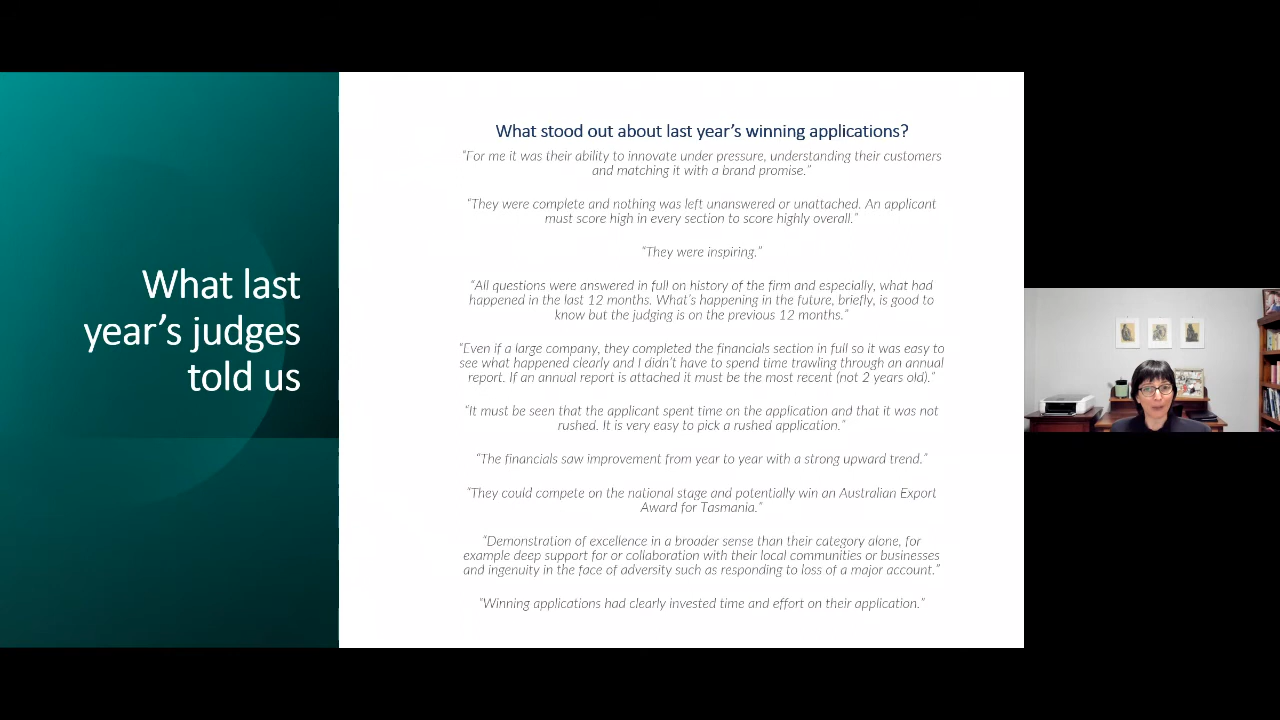 What last
year’s judges
told us
What stood out about last year’s winning applications?
“For me it was their ability to innovate under pressure, understanding their customers
and matching it with a brand promise.”
“They were complete and nothing was left unanswered or unattached. An applicant
must score high in every section to score highly overall.”
“They were inspiring.”
“All questions were answered in full on history of the firm and especially, what had
happened in the last 12 months. What’s happening in the future, briefly, is good to
know but the judging is on the previous 12 months.”
“Even if a large company, they completed the financials section in full so it was easy to
see what happened clearly and I didn’t have to spend time trawling through an annual
report. If an annual report is attached it must be the most recent (not 2 years old).”
“It must be seen that the applicant spent time on the application and that it was not
rushed. It is very easy to pick a rushed application.”
“The financials saw improvement from year to year with a strong upward trend.”
“They could compete on the national stage and potentially win an Australian Export
Award for Tasmania.”
“Demonstration of excellence in a broader sense than their category alone, for
example deep support for or collaboration with their local communities or businesses
and ingenuity in the face of adversity such as responding to loss of a major account.”
“Winning applications had clearly invested time and effort on their application.”